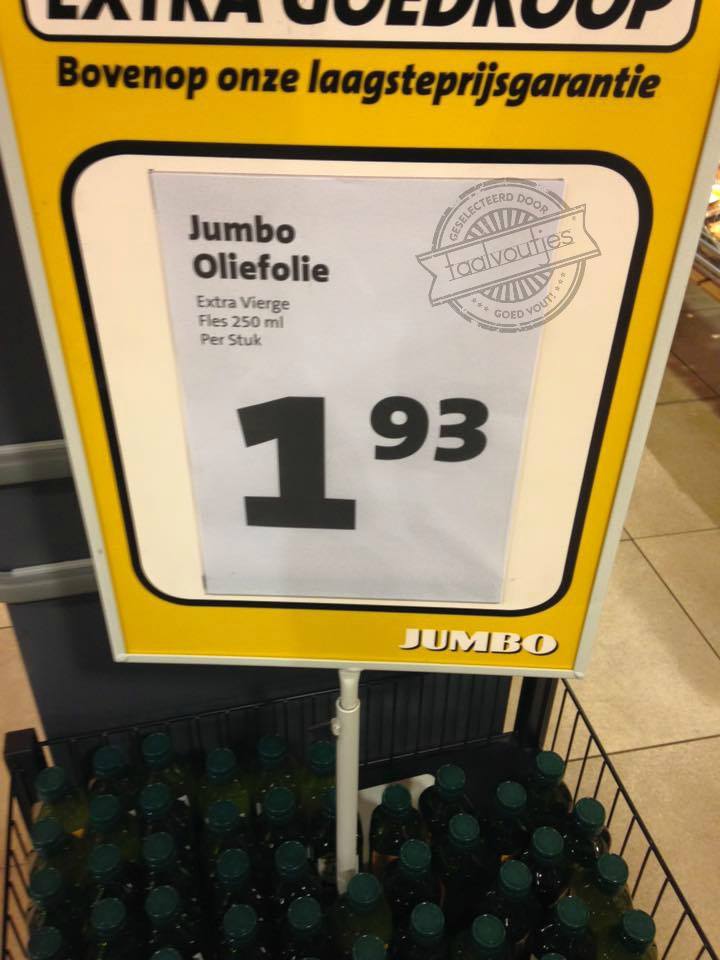 EXTRA GOEDKOOP
Bovenop onze laagsteprijsgarantie
Jumbo
Oliefolie
Extra Vierge
Fles 250 ml
Per Stuk
1 93
GESELECTEERD DOOR
taalvoutjes
*** GOED VOUT! ***
JUMBO